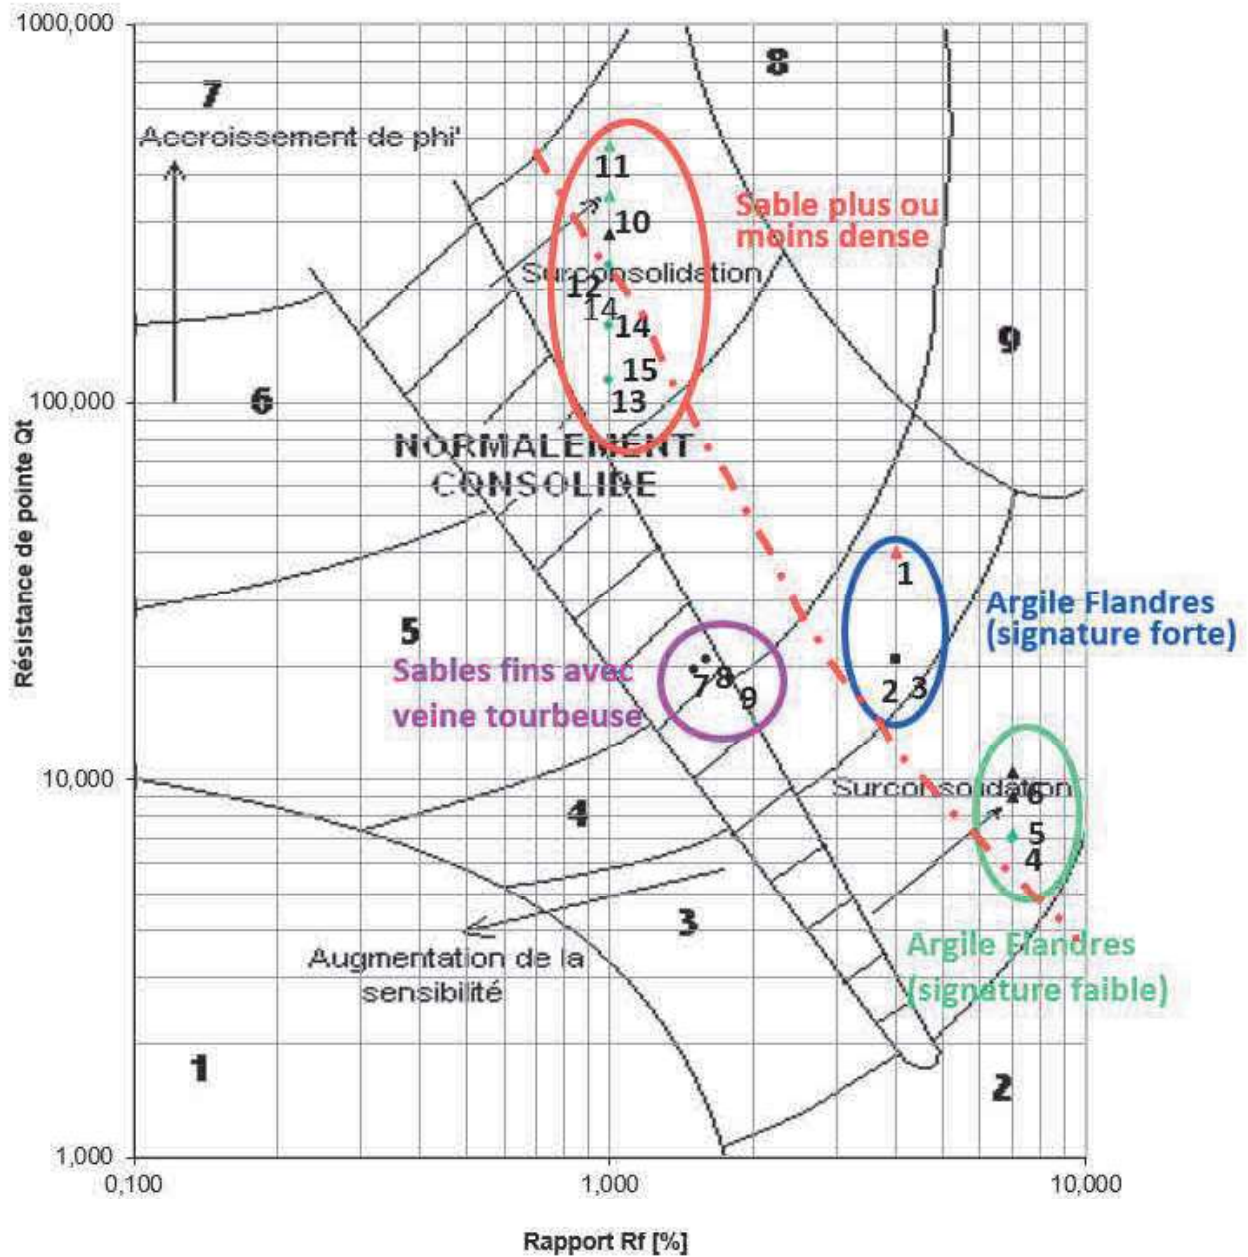 1000,000
8
7
Accroissement de phi'
11
Sable plus ou
moins dense
10
Surconsolidation
12
14
14
9
15
6
13
100,000
NORMALEMENT
CONSOLIDE
Résistance de pointe Qt
1
Argile Flandres
(signature forte)
5
Sables fins avec
veine tourbeuse
7
8
9
2
3
10,000
Surconsolidation
6
4
5
4
3
Augmentation de la
sensibilité
Argile Flandres
(signature faible)
1
2
1,000
0,100
1,000
10,000
Rapport Rf [%]